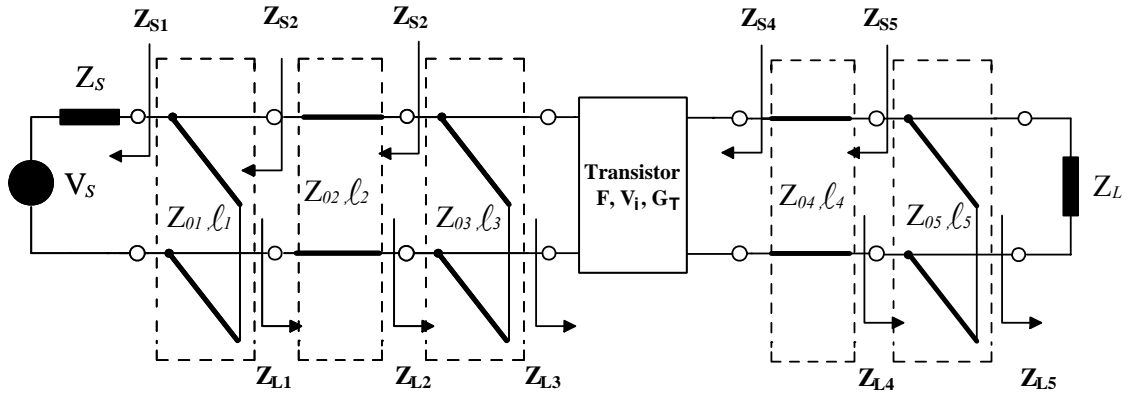 Z_S1 Z_S2 Z_S2 Z_S4 Z_S5
Z_S
V_S
Z_01,ℓ_1
Z_02,ℓ_2
Z_03,ℓ_3
Transistor
F, V_i, G_T
Z_04,ℓ_4
Z_05,ℓ_5
Z_L
Z_L1 Z_L2 Z_L3 Z_L4 Z_L5